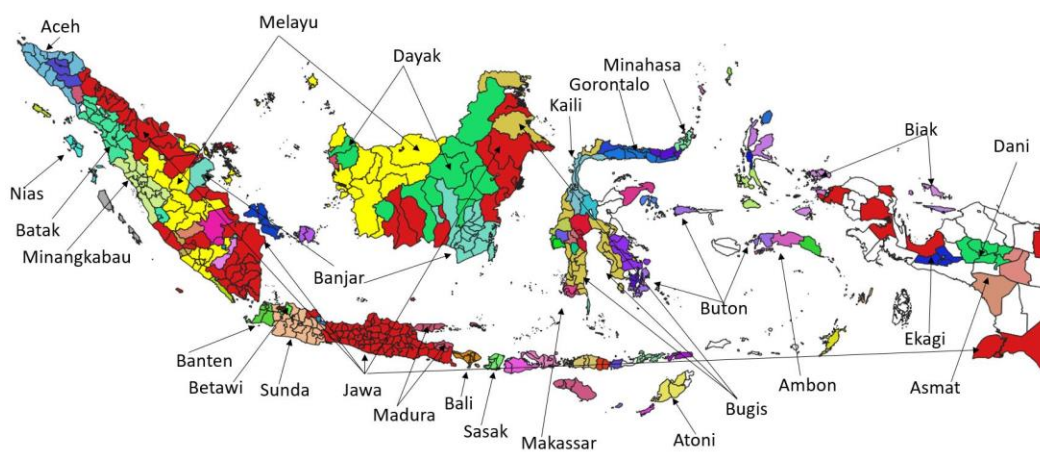 Aceh
Melayu
Dayak
Minahasa
Gorontalo
Kaili
Biak
Dani
Nias
Batak
Minangkabau
Banjar
Buton
Banten
Betawi
Sunda
Jawa
Madura
Bali
Sasak
Makassar
Bugis
Atoni
Ambon
Ekagi
Asmat